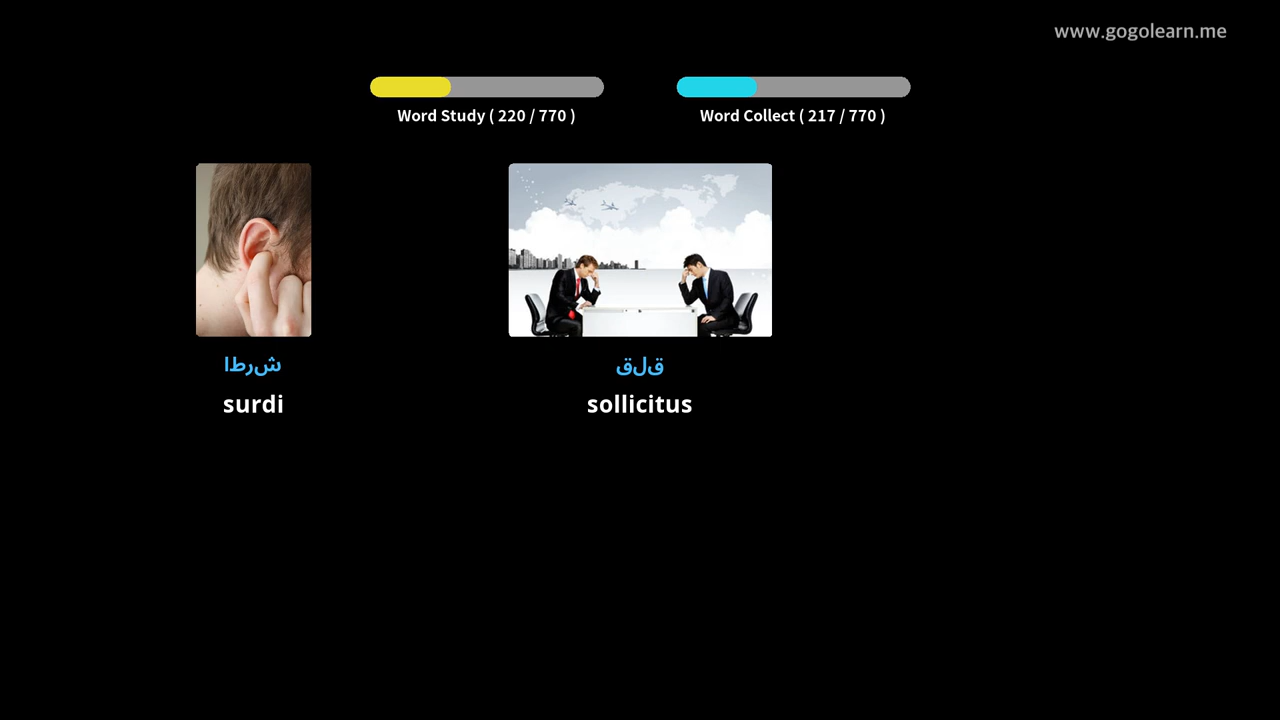 www.gogolearn.me
Word Study ( 220 / 770 )
Word Collect ( 217 / 770 )
شرطا
surdi
قلق
sollicitus